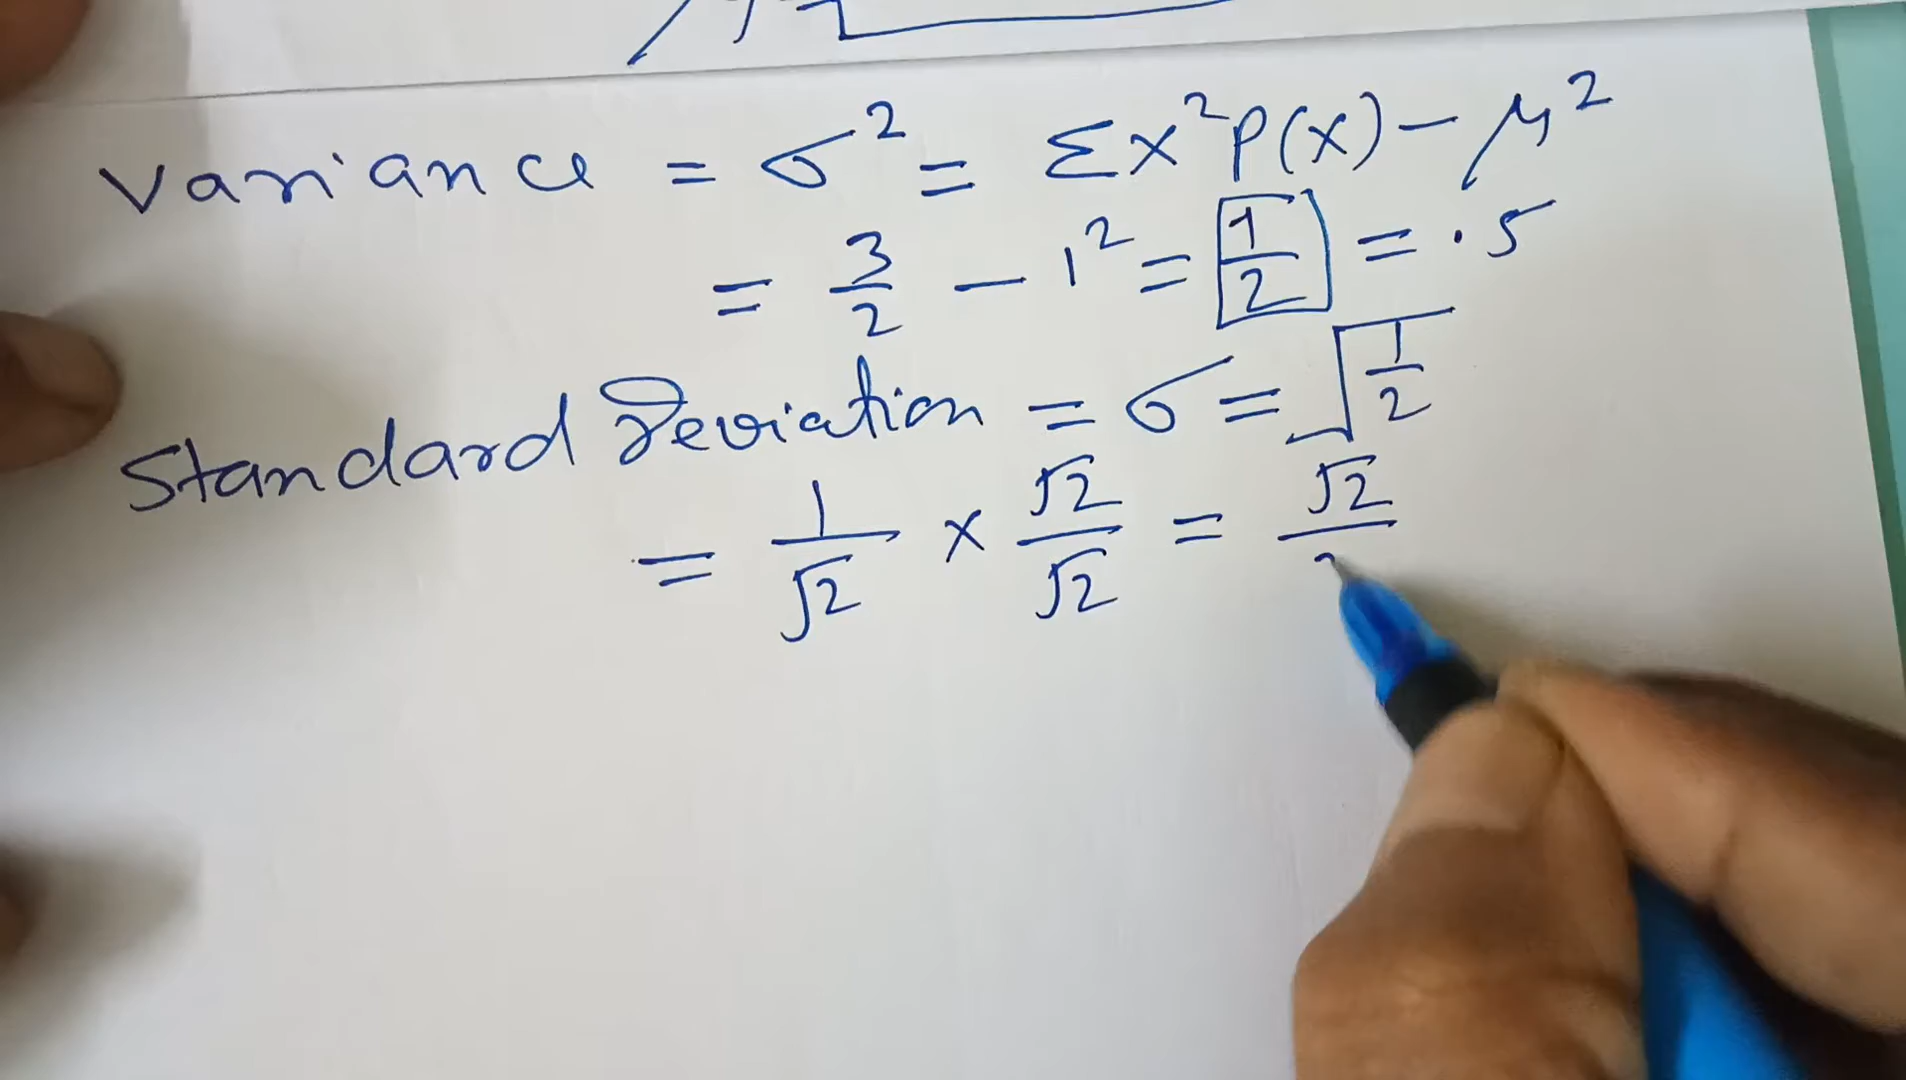 Variance = σ² = Σx²P(x) – μ²
= 3/2 – 1² = 1/2 = .5
Standard Deviation = σ = √(1/2)
= 1/√2 × √2/√2 = √2/